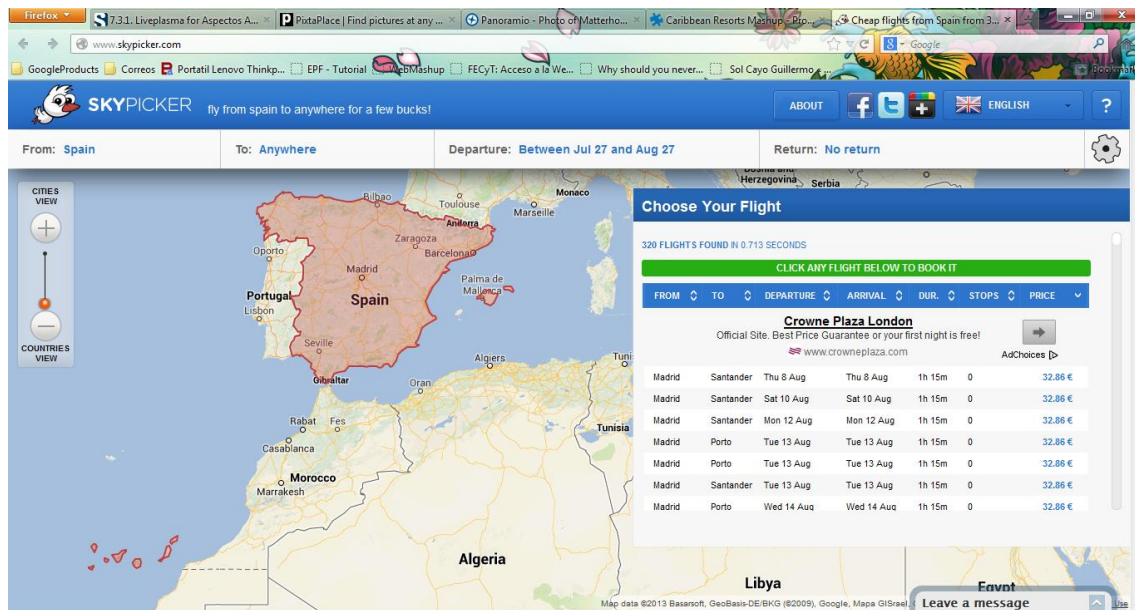 Firefox
7.3.1. Liveplasma for Aspectos A... PixtaPlace | Find pictures at any ... Panoramio - Photo of Matterho... Caribbean Resorts Mashup - Pro... Cheap flights from Spain from 3...
www.skypicker.com Google
GoogleProducts Correos Portatil Lenovo Thinkp... EPF - Tutorial WebMashup FECyT: Acceso a la We... Why should you never... Sol Cayo Guillermo
SKYPICKER fly from spain to anywhere for a few bucks! ABOUT ENGLISH ?
From: Spain To: Anywhere Departure: Between Jul 27 and Aug 27 Return: No return
CITIES
VIEW
COUNTRIES
VIEW
Herzegovina Serbia
Monaco
Bilbao
Toulouse
Marseille
Andorra
Zaragoza
Oporto
Barcelona
Madrid
Palma de
Mallorca
Portugal
Spain
Lisbon
Seville
Algiers
Gibraltar
Oran
Rabat Fes
Tunisia
Casablanca
Morocco
Marrakesh
Algeria
Libya
Egypt
Choose Your Flight
320 FLIGHTS FOUND IN 0.713 SECONDS
CLICK ANY FLIGHT BELOW TO BOOK IT
FROM TO DEPARTURE ARRIVAL DUR. STOPS PRICE
Crowne Plaza London
Official Site. Best Price Guarantee or your first night is free!
www.crowneplaza.com
AdChoices
Madrid Santander Thu 8 Aug Thu 8 Aug 1h 15m 0 32.86 €
Madrid Santander Sat 10 Aug Sat 10 Aug 1h 15m 0 32.86 €
Madrid Santander Mon 12 Aug Mon 12 Aug 1h 15m 0 32.86 €
Madrid Porto Tue 13 Aug Tue 13 Aug 1h 15m 0 32.86 €
Madrid Porto Tue 13 Aug Tue 13 Aug 1h 15m 0 32.86 €
Madrid Santander Tue 13 Aug Tue 13 Aug 1h 15m 0 32.86 €
Madrid Porto Wed 14 Aug Wed 14 Aug 1h 15m 0 32.86 €
Map data ©2013 Basarsoft, GeoBasis-DE/BKG (©2009), Google, Mapa GISrael,
Leave a message
Use